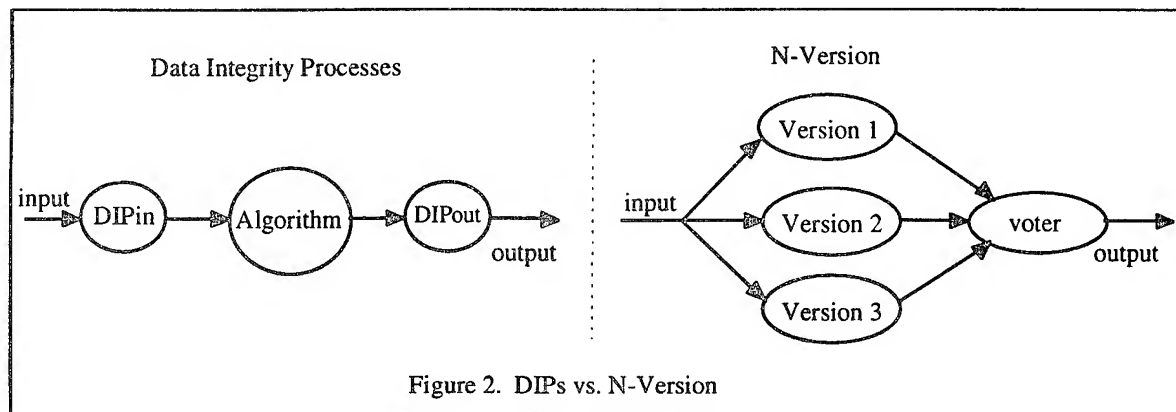 Data Integrity Processes
input
DIPin
Algorithm
DIPout
output
N-Version
input
Version 1
Version 2
Version 3
voter
output
Figure 2. DIPs vs. N-Version